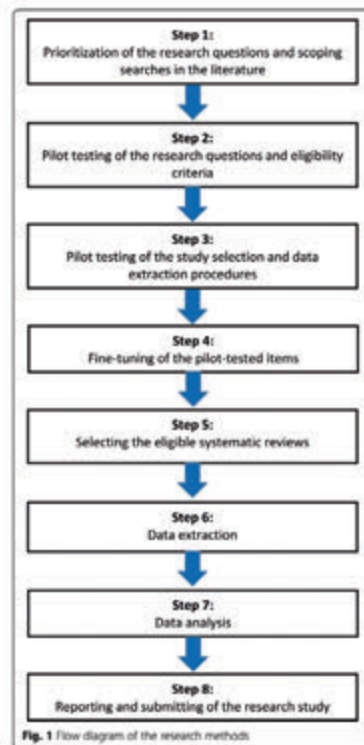 Step 1:
Prioritization of the research questions and scoping
searches in the literature
Step 2:
Pilot testing of the research questions and eligibility
criteria
Step 3:
Pilot testing of the study selection and data
extraction procedures
Step 4:
Fine-tuning of the pilot-tested items
Step 5:
Selecting the eligible systematic reviews
Step 6:
Data extraction
Step 7:
Data analysis
Step 8:
Reporting and submitting of the research study
Fig. 1 Flow diagram of the research methods